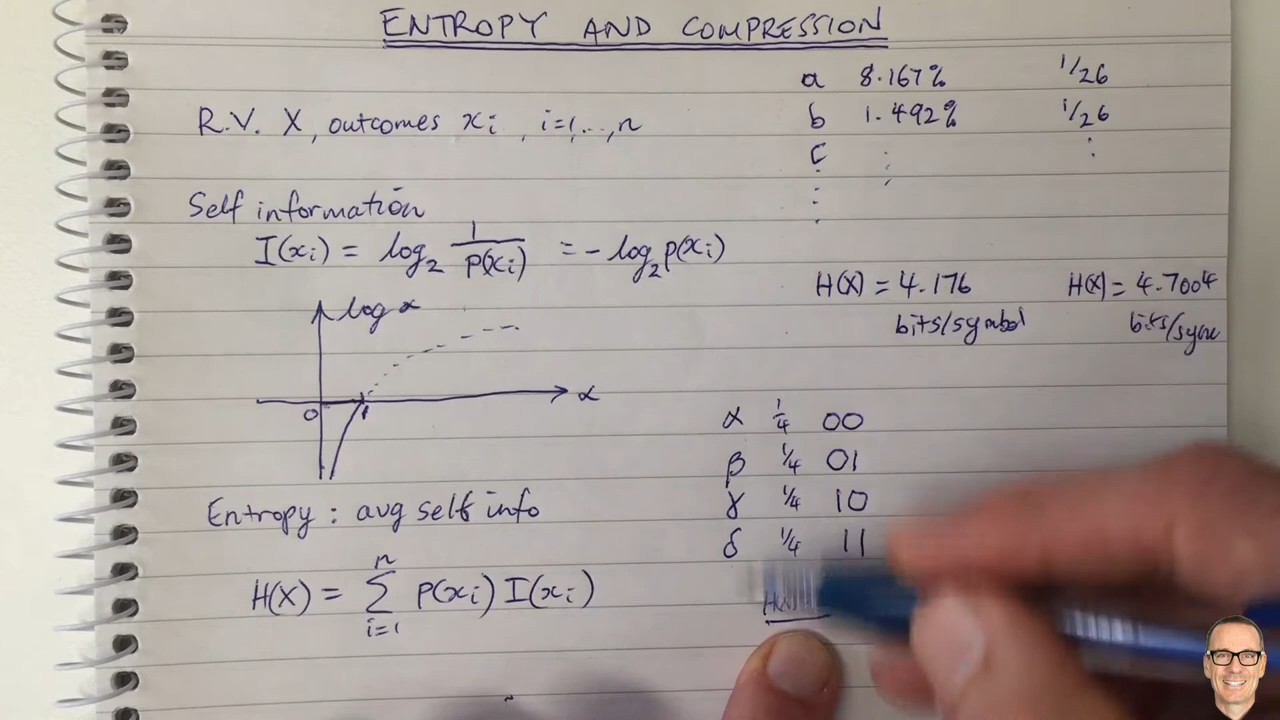 ENTROPY AND COMPRESSION
a 8.167% 1/26
b 1.492% 1/26
c : :
:
R.V. X, outcomes xi, i=1,...,n
Self information
I(xi) = log2 1/P(xi) = - log2 p(xi)
H(X) = 4.176 H(X) = 4.7004
bits/symbol bits/sym
log α
0 1 α
α 1/4 00
β 1/4 01
γ 1/4 10
δ 1/4 11
Entropy : avg self info
n
H(X) = Σ P(xi) I(xi)
i=1